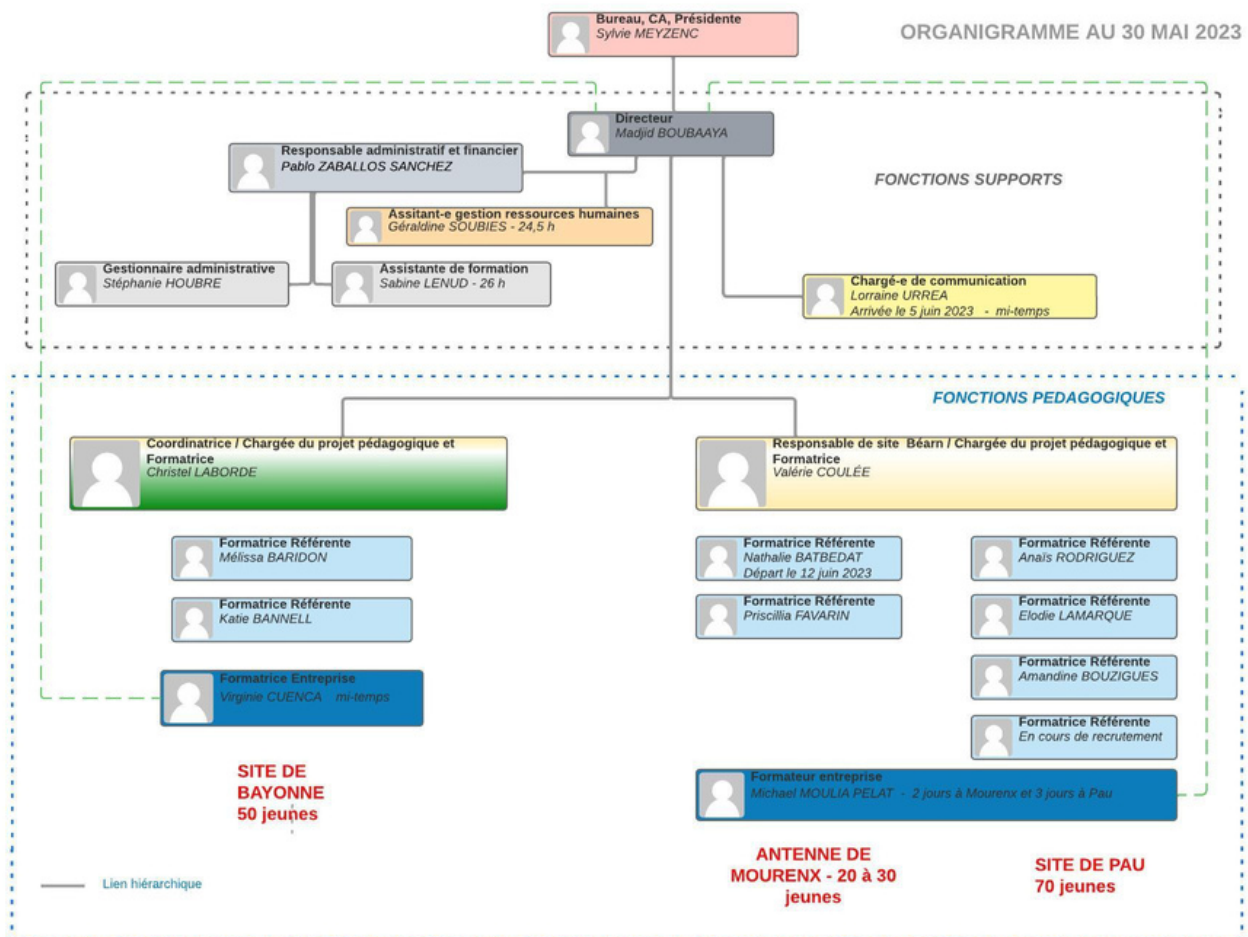 Bureau, CA, Présidente
Sylvie MEYZENC
ORGANIGRAMME AU 30 MAI 2023
Directeur
Madjid BOUBAAYA
Responsable administratif et financier
Pablo ZABALLOS SANCHEZ
FONCTIONS SUPPORTS
Assitant-e gestion ressources humaines
Géraldine SOUBIES - 24,5 h
Gestionnaire administrative
Stéphanie HOUBRE
Assistante de formation
Sabine LENUD - 26 h
Chargé-e de communication
Lorraine URREA
Arrivée le 5 juin 2023 - mi-temps
FONCTIONS PEDAGOGIQUES
Coordinatrice / Chargée du projet pédagogique et
Formatrice
Christel LABORDE
Responsable de site Béarn / Chargée du projet pédagogique et
Formatrice
Valérie COULÉE
Formatrice Référente
Mélissa BARIDON
Formatrice Référente
Nathalie BATBEDAT
Départ le 12 juin 2023
Formatrice Référente
Anaïs RODRIGUEZ
Formatrice Référente
Katie BANNELL
Formatrice Référente
Priscillia FAVARIN
Formatrice Référente
Elodie LAMARQUE
Formatrice Référente
Amandine BOUZIGUES
Formatrice Entreprise
Virginie CUENCA mi-temps
Formatrice Référente
En cours de recrutement
Formateur entreprise
Michael MOULIA PELAT - 2 jours à Mourenx et 3 jours à Pau
SITE DE
BAYONNE
50 jeunes
ANTENNE DE
MOURENX - 20 à 30
jeunes
SITE DE PAU
70 jeunes
Lien hiérarchique